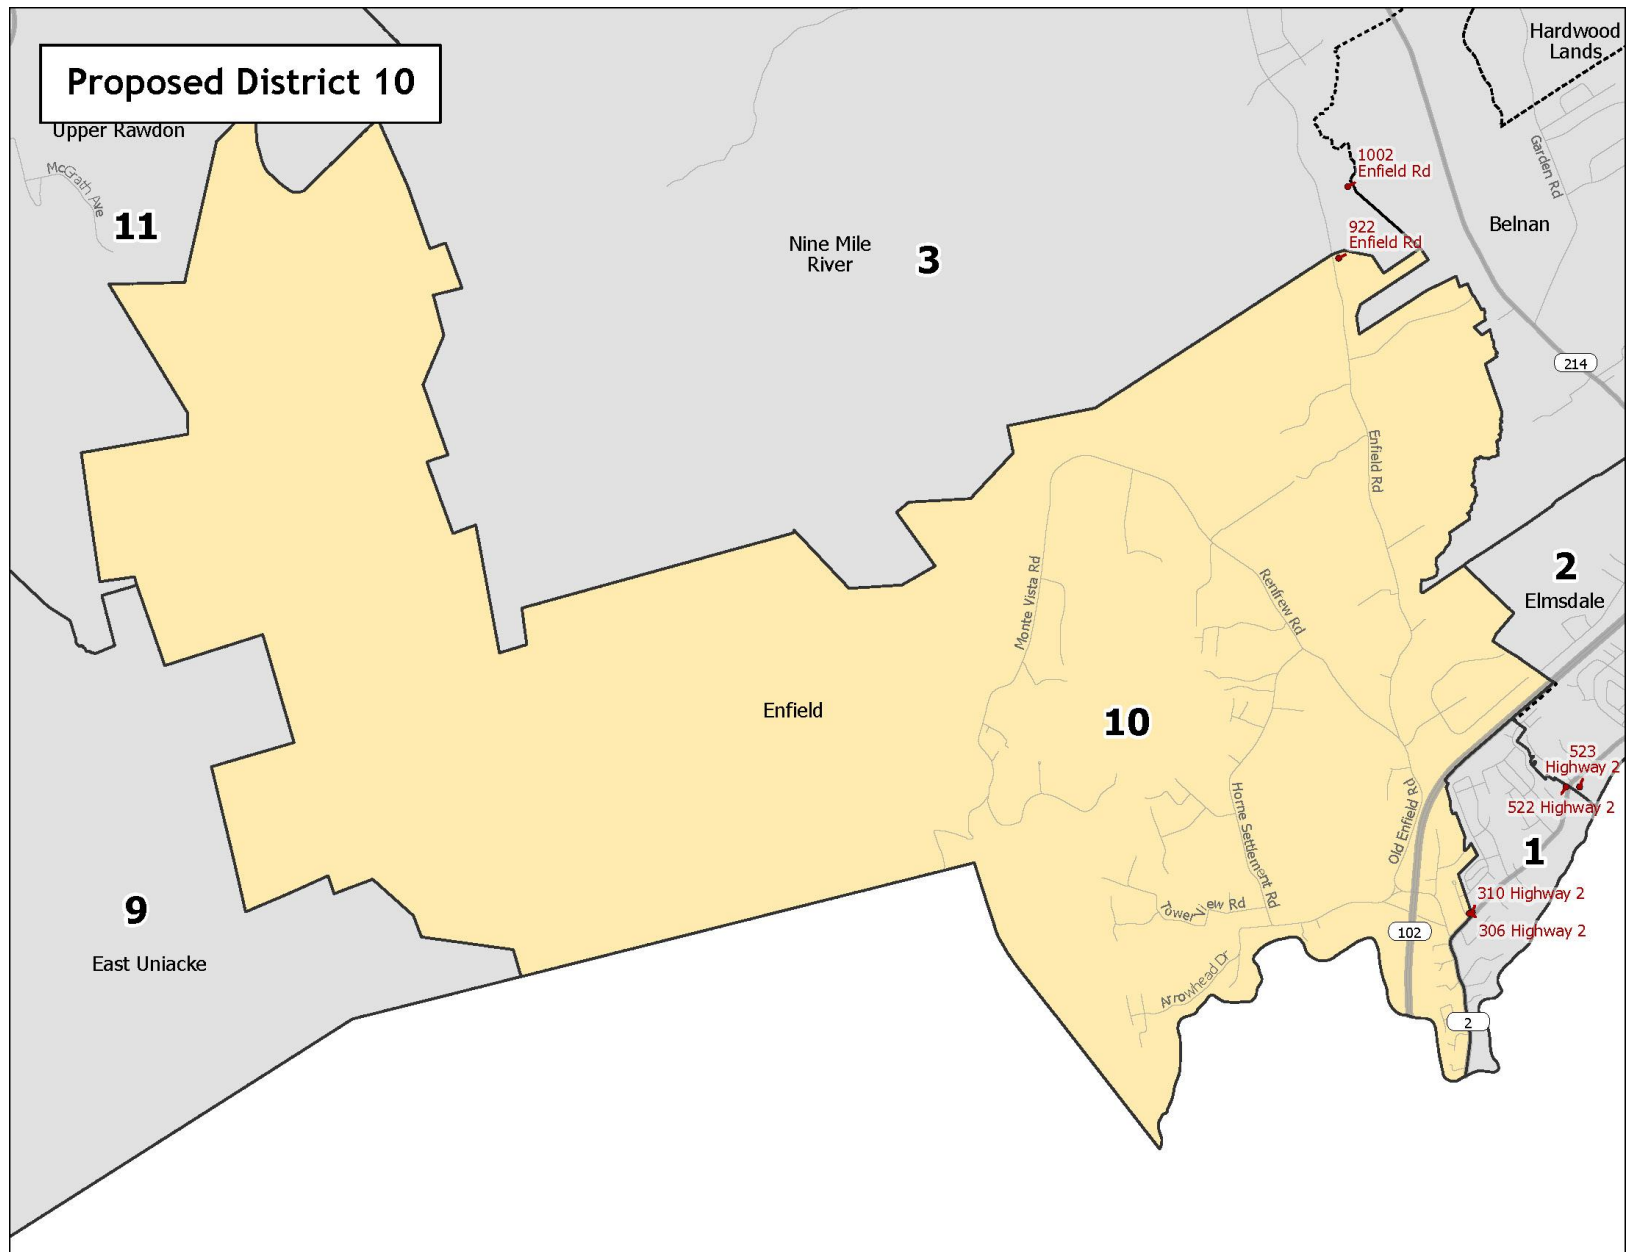 Proposed District 10
Hardwood
Lands
Upper Rawdon
McGrath Ave
11
Garden Rd
1002
Enfield Rd
922
Enfield Rd
Belnan
Nine Mile
River
3
214
Enfield Rd
2
Elmsdale
Monte Vista Rd
Renfrew Rd
Enfield
10
523
Highway 2
522 Highway 2
Old Enfield Rd
Horne Settlement Rd
1
310 Highway 2
306 Highway 2
9
East Uniacke
Tower View Rd
102
Arrowhead Dr
2